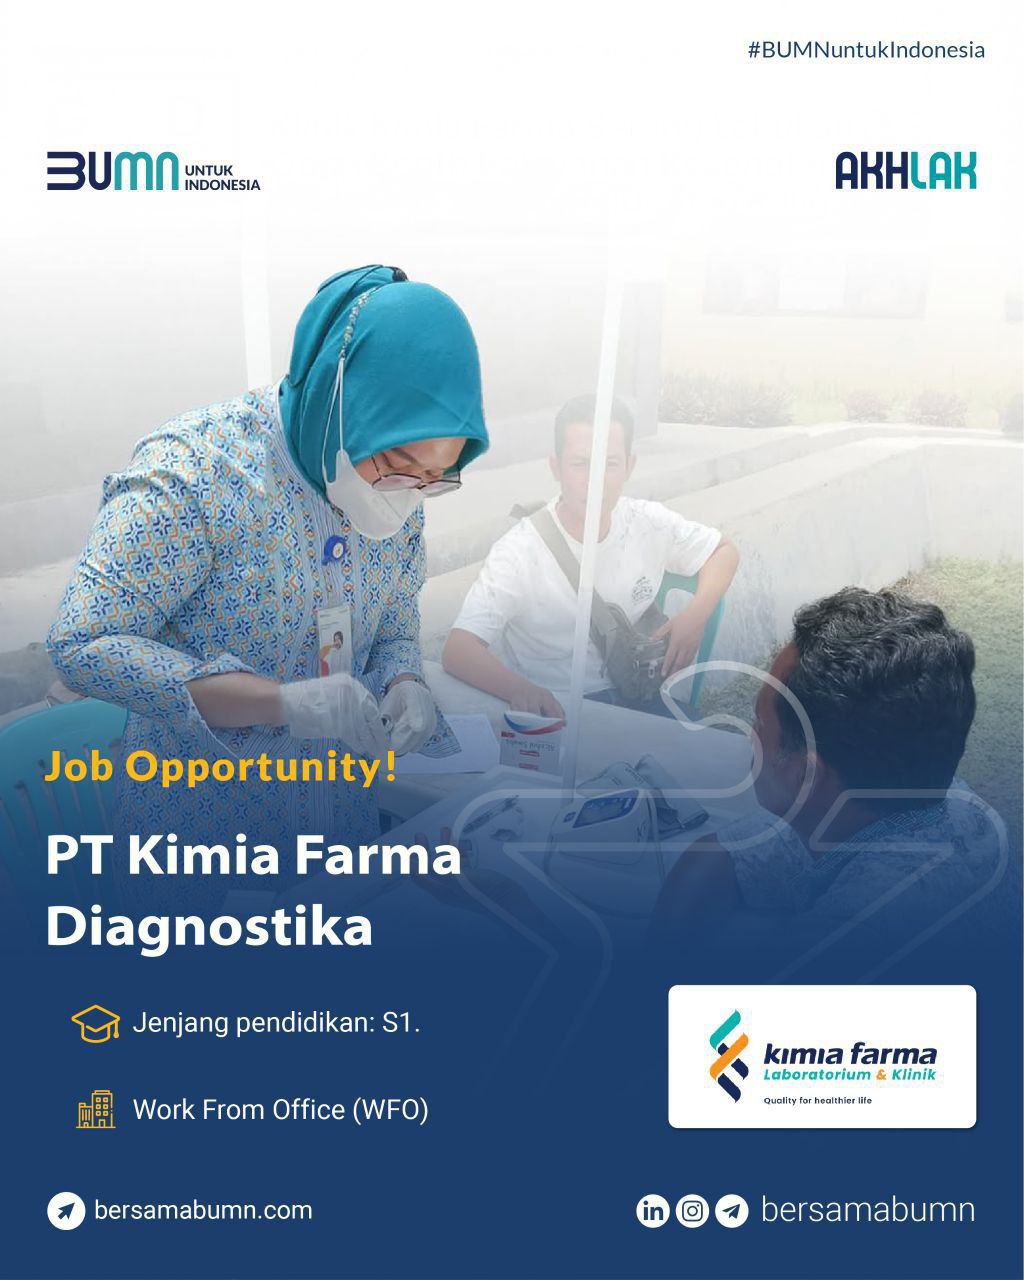 #BUMNuntukIndonesia
BUMN UNTUK
INDONESIA
AKHLAK
Job Opportunity!
PT Kimia Farma
Diagnostika
Jenjang pendidikan: S1.
Work From Office (WFO)
kimia farma
Laboratorium & Klinik
Quality for healthier life
bersamabumn.com
in
bersamabumn